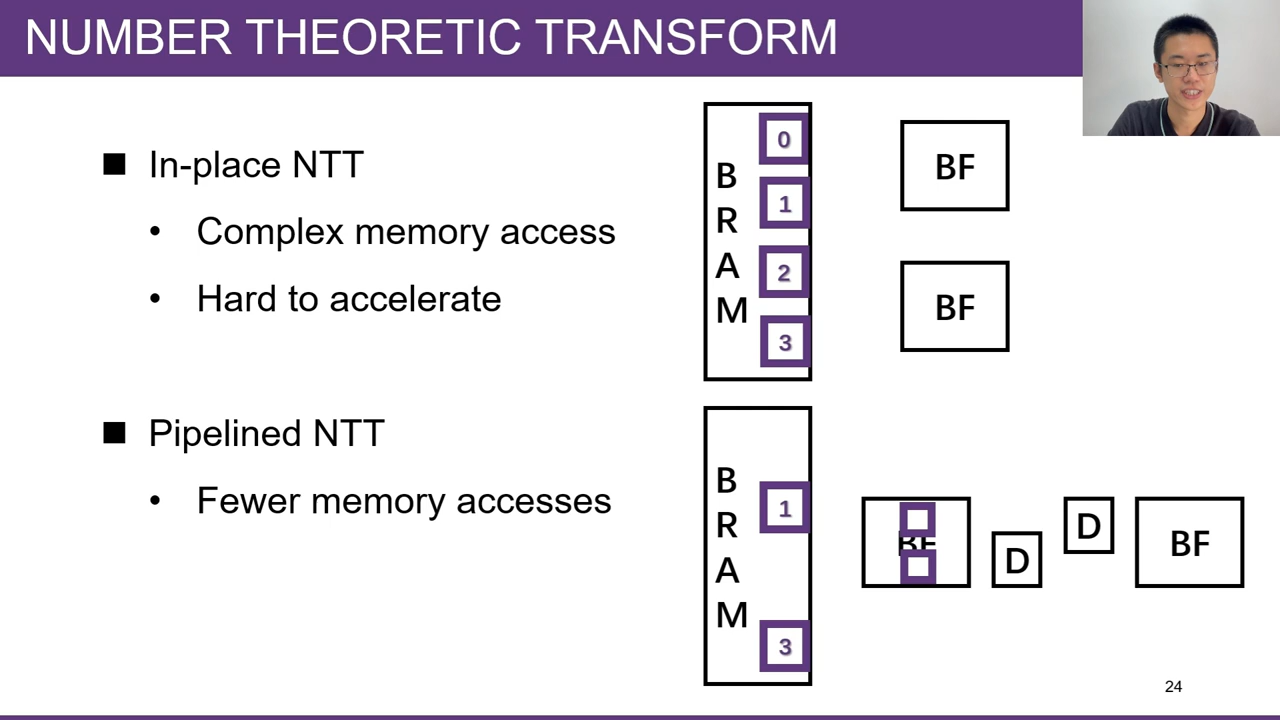 NUMBER THEORETIC TRANSFORM
In-place NTT
Complex memory access
Hard to accelerate
B
R
A
M
0
1
2
3
BF
BF
Pipelined NTT
Fewer memory accesses
B
R
A
M
1
3
BF
D
D
BF
24